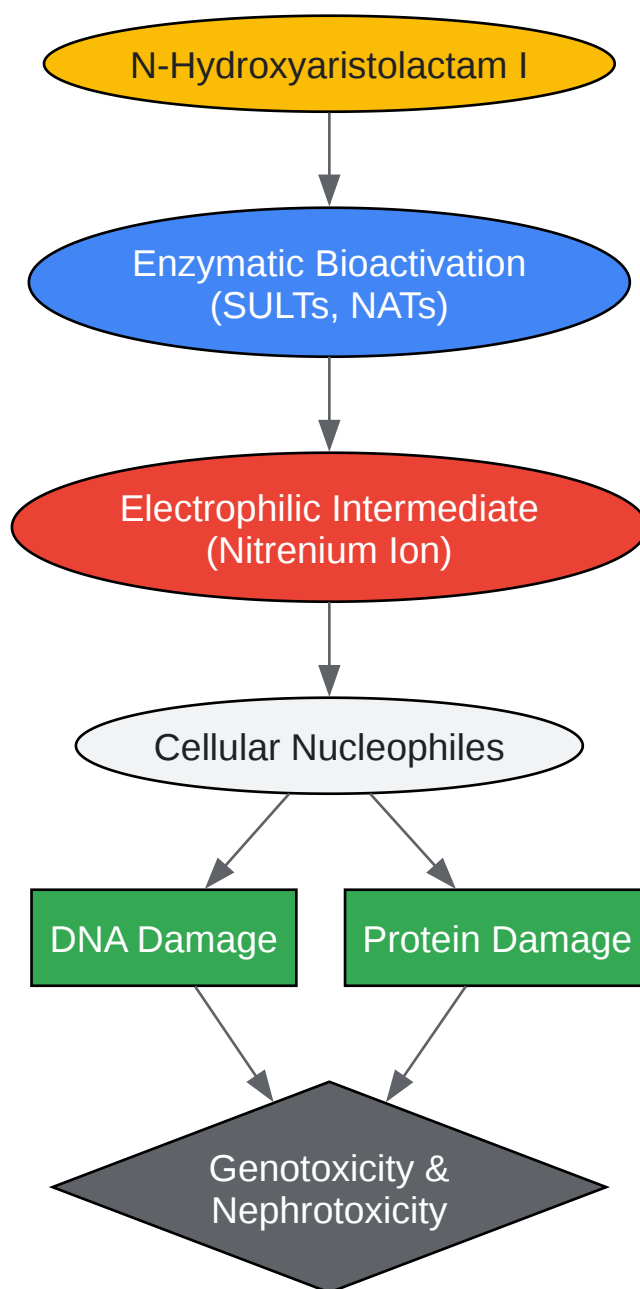 N-Hydroxyaristolactam I
Enzymatic Bioactivation
(SULTs, NATs)
Electrophilic Intermediate
(Nitrenium Ion)
Cellular Nucleophiles
DNA Damage
Protein Damage
Genotoxicity &
Nephrotoxicity